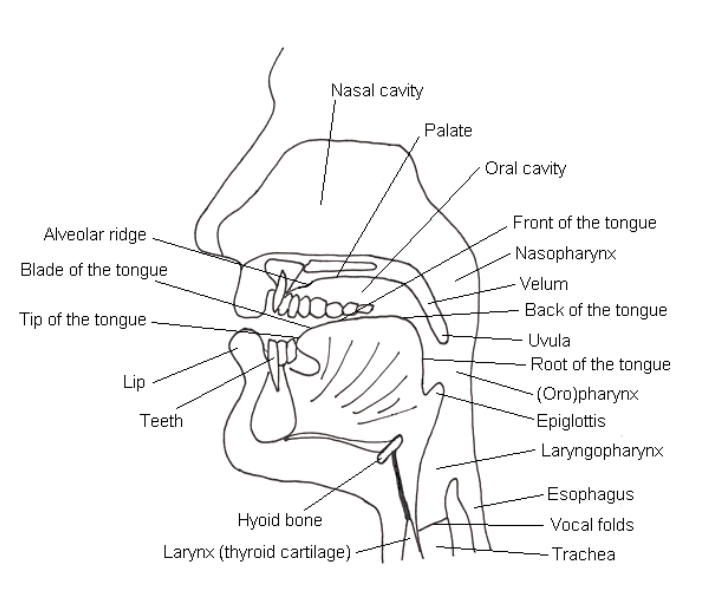 Nasal cavity
Palate
Oral cavity
Front of the tongue
Alveolar ridge
Nasopharynx
Blade of the tongue
Velum
Back of the tongue
Tip of the tongue
Uvula
Root of the tongue
Lip
(Oro)pharynx
Teeth
Epiglottis
Laryngopharynx
Esophagus
Hyoid bone
Vocal folds
Larynx (thyroid cartilage)
Trachea